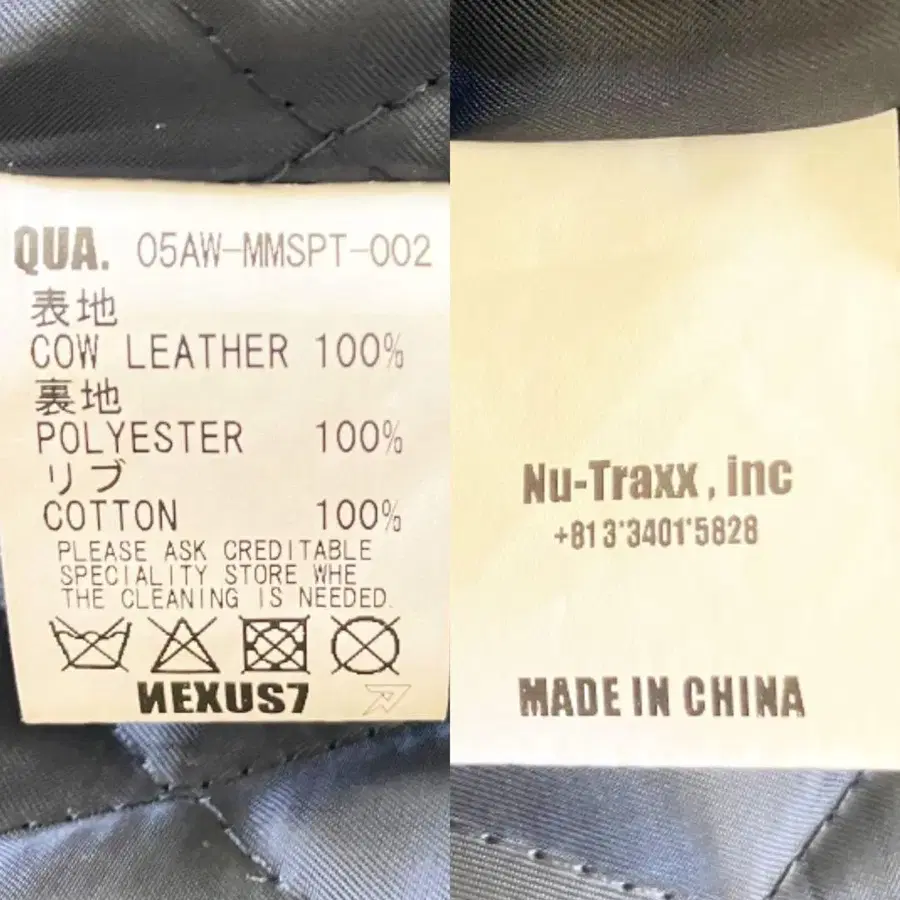 QUA. 05AW-MMSPT-002
表地
COW LEATHER 100%
裏地
POLYESTER 100%
リブ
COTTON 100%
PLEASE ASK CREDITABLE
SPECIALITY STORE WHE
THE CLEANING IS NEEDED.
NEXUS7
Nu-Traxx, inc
+81 3'3401'5828
MADE IN CHINA